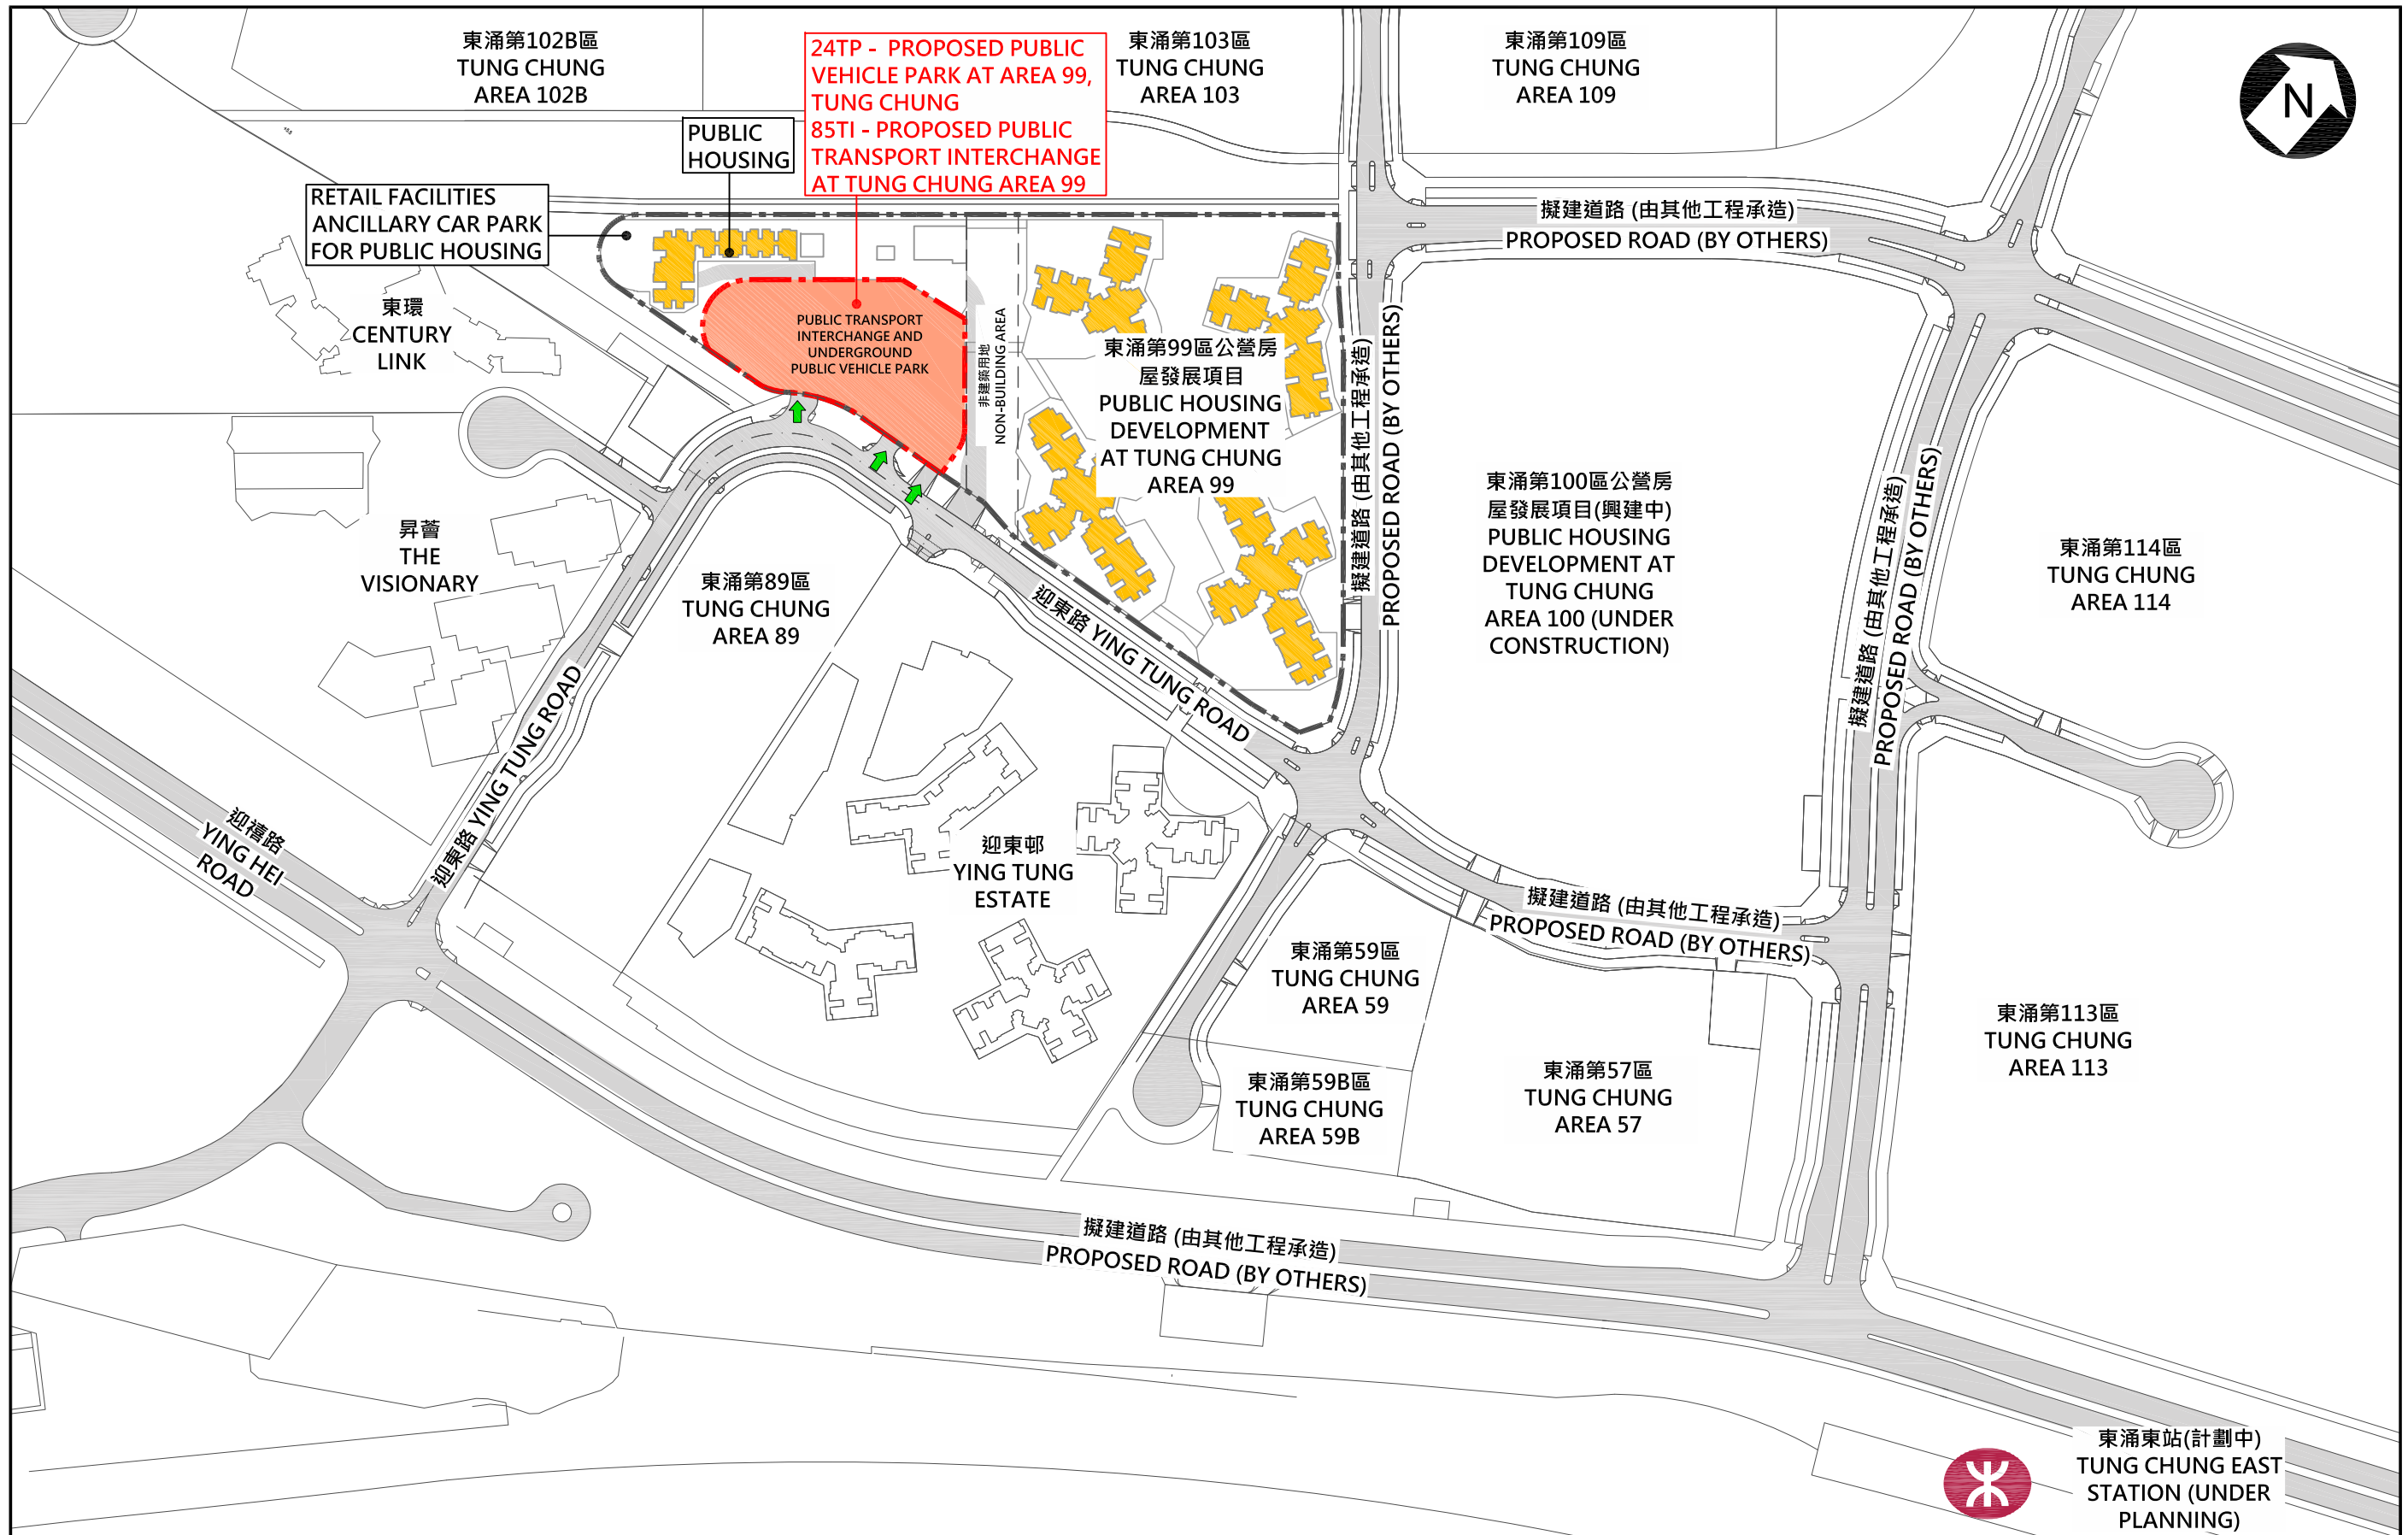 東涌第102B區
TUNG CHUNG
AREA 102B
24TP - PROPOSED PUBLIC
VEHICLE PARK AT AREA 99,
TUNG CHUNG
85TI - PROPOSED PUBLIC
TRANSPORT INTERCHANGE
AT TUNG CHUNG AREA 99
東涌第103區
TUNG CHUNG
AREA 103
東涌第109區
TUNG CHUNG
AREA 109
N
PUBLIC
HOUSING
RETAIL FACILITIES
ANCILLARY CAR PARK
FOR PUBLIC HOUSING
擬建道路 (由其他工程承造)
PROPOSED ROAD (BY OTHERS)
東環
CENTURY
LINK
PUBLIC TRANSPORT
INTERCHANGE AND
UNDERGROUND
PUBLIC VEHICLE PARK
非建築用地
NON-BUILDING AREA
東涌第99區公營房
屋發展項目
PUBLIC HOUSING
DEVELOPMENT
AT TUNG CHUNG
AREA 99
擬建道路 (由其他工程承造)
PROPOSED ROAD (BY OTHERS)
東涌第100區公營房
屋發展項目(興建中)
PUBLIC HOUSING
DEVELOPMENT AT
TUNG CHUNG
AREA 100 (UNDER
CONSTRUCTION)
擬建道路 (由其他工程承造)
PROPOSED ROAD (BY OTHERS)
東涌第114區
TUNG CHUNG
AREA 114
昇薈
THE
VISIONARY
東涌第89區
TUNG CHUNG
AREA 89
迎東路 YING TUNG ROAD
迎東路 YING TUNG ROAD
迎禧路
YING HEI
ROAD
迎東邨
YING TUNG
ESTATE
擬建道路 (由其他工程承造)
PROPOSED ROAD (BY OTHERS)
東涌第59區
TUNG CHUNG
AREA 59
東涌第113區
TUNG CHUNG
AREA 113
東涌第59B區
TUNG CHUNG
AREA 59B
東涌第57區
TUNG CHUNG
AREA 57
擬建道路 (由其他工程承造)
PROPOSED ROAD (BY OTHERS)
東涌東站(計劃中)
TUNG CHUNG EAST
STATION (UNDER
PLANNING)